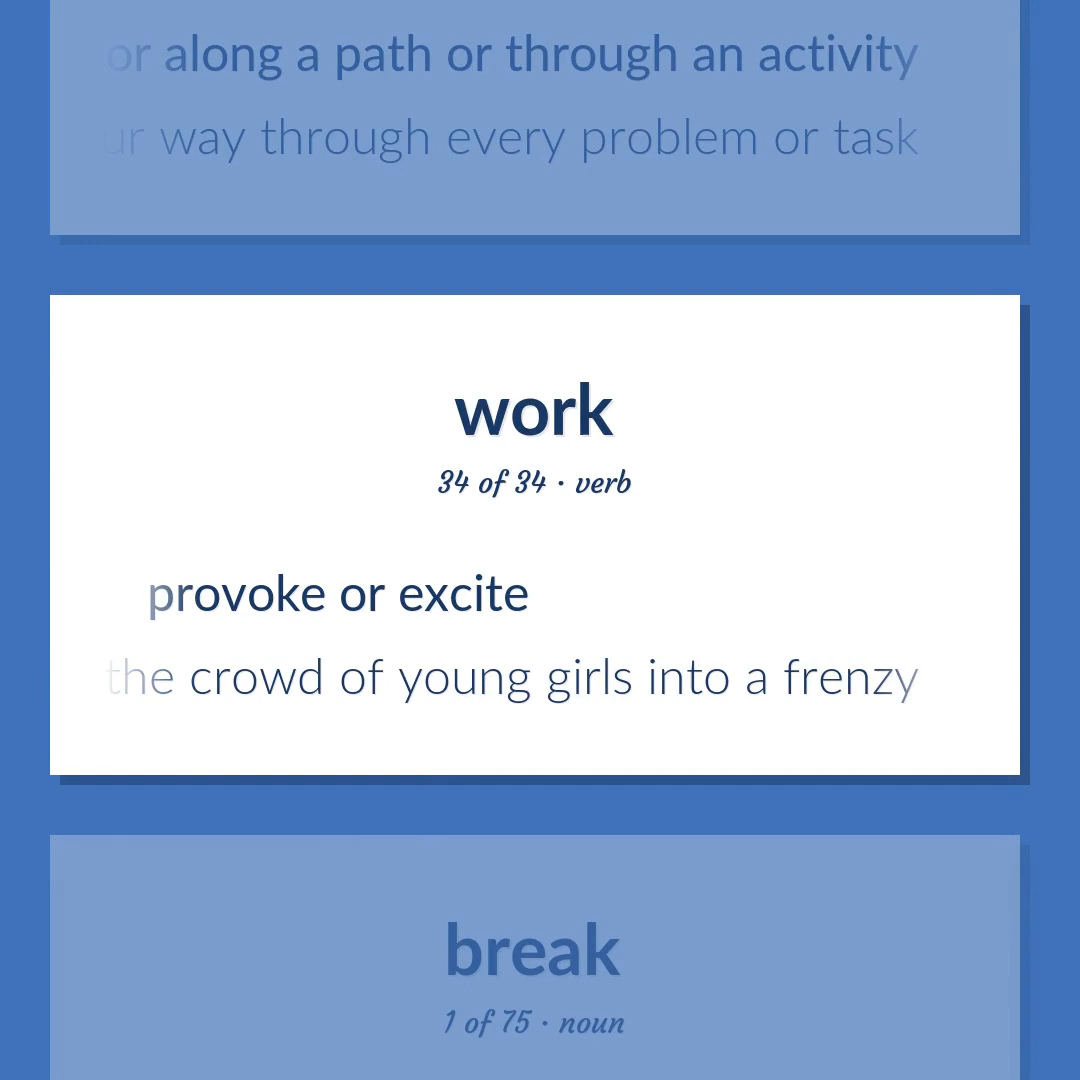 or along a path or through an activity
way through every problem or task
work
34 of 34 · verb
provoke or excite
the crowd of young girls into a frenzy
break
1 of 75 · noun